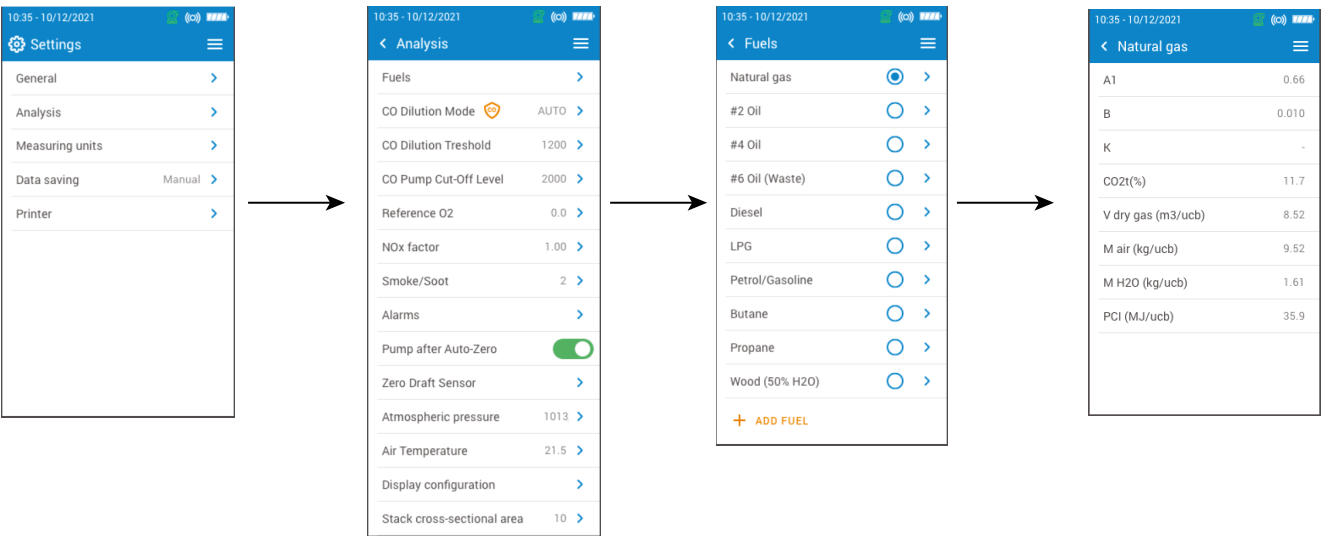 10:35 - 10/12/2021
Settings
General
Analysis
Measuring units
Data saving Manual
Printer
10:35 - 10/12/2021
Analysis
Fuels
CO Dilution Mode CO AUTO
CO Dilution Treshold 1200
CO Pump Cut-Off Level 2000
Reference O2 0.0
NOx factor 1.00
Smoke/Soot 2
Alarms
Pump after Auto-Zero
Zero Draft Sensor
Atmospheric pressure 1013
Air Temperature 21.5
Display configuration
Stack cross-sectional area 10
10:35 - 10/12/2021
Fuels
Natural gas
#2 Oil
#4 Oil
#6 Oil (Waste)
Diesel
LPG
Petrol/Gasoline
Butane
Propane
Wood (50% H2O)
+ ADD FUEL
10:35 - 10/12/2021
Natural gas
A1 0.66
B 0.010
K -
CO2t(%) 11.7
V dry gas (m3/ucb) 8.52
M air (kg/ucb) 9.52
M H2O (kg/ucb) 1.61
PCI (MJ/ucb) 35.9